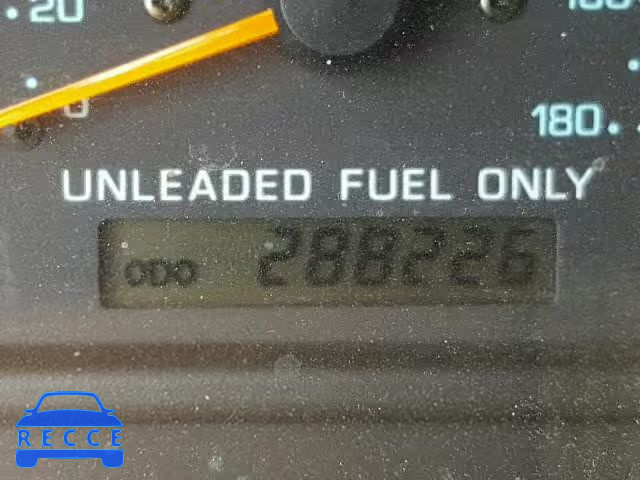 20
0
180
UNLEADED FUEL ONLY
ODO 288226
RECCE